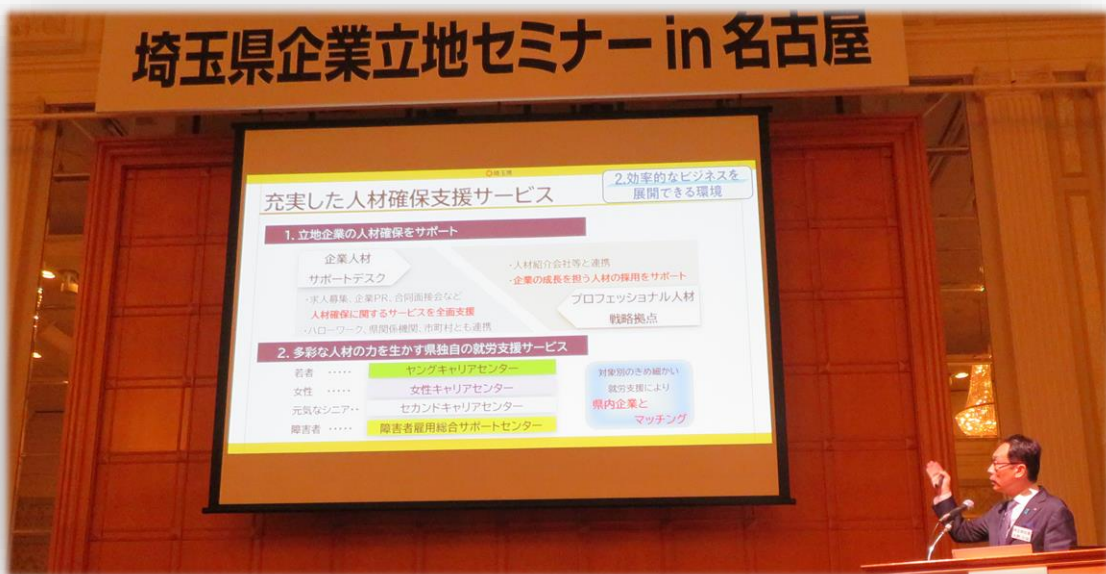 埼玉県企業立地セミナー in 名古屋
埼玉県
充実した人材確保支援サービス
2.効率的なビジネスを
展開できる環境
1. 立地企業の人材確保をサポート
企業人材
サポートデスク
・求人募集、企業PR、合同面接会など
人材確保に関するサービスを全面支援
・ハローワーク、県関係機関、市町村とも連携
・人材紹介会社等と連携
・企業の成長を担う人材の採用をサポート
プロフェッショナル人材
戦略拠点
2. 多彩な人材の力を生かす県独自の就労支援サービス
若者 ・・・・・ ヤングキャリアセンター
女性 ・・・・・ 女性キャリアセンター
元気なシニア・・ セカンドキャリアセンター
障害者 ・・・・・ 障害者雇用総合サポートセンター
対象別のきめ細かい
就労支援により
県内企業と
マッチング